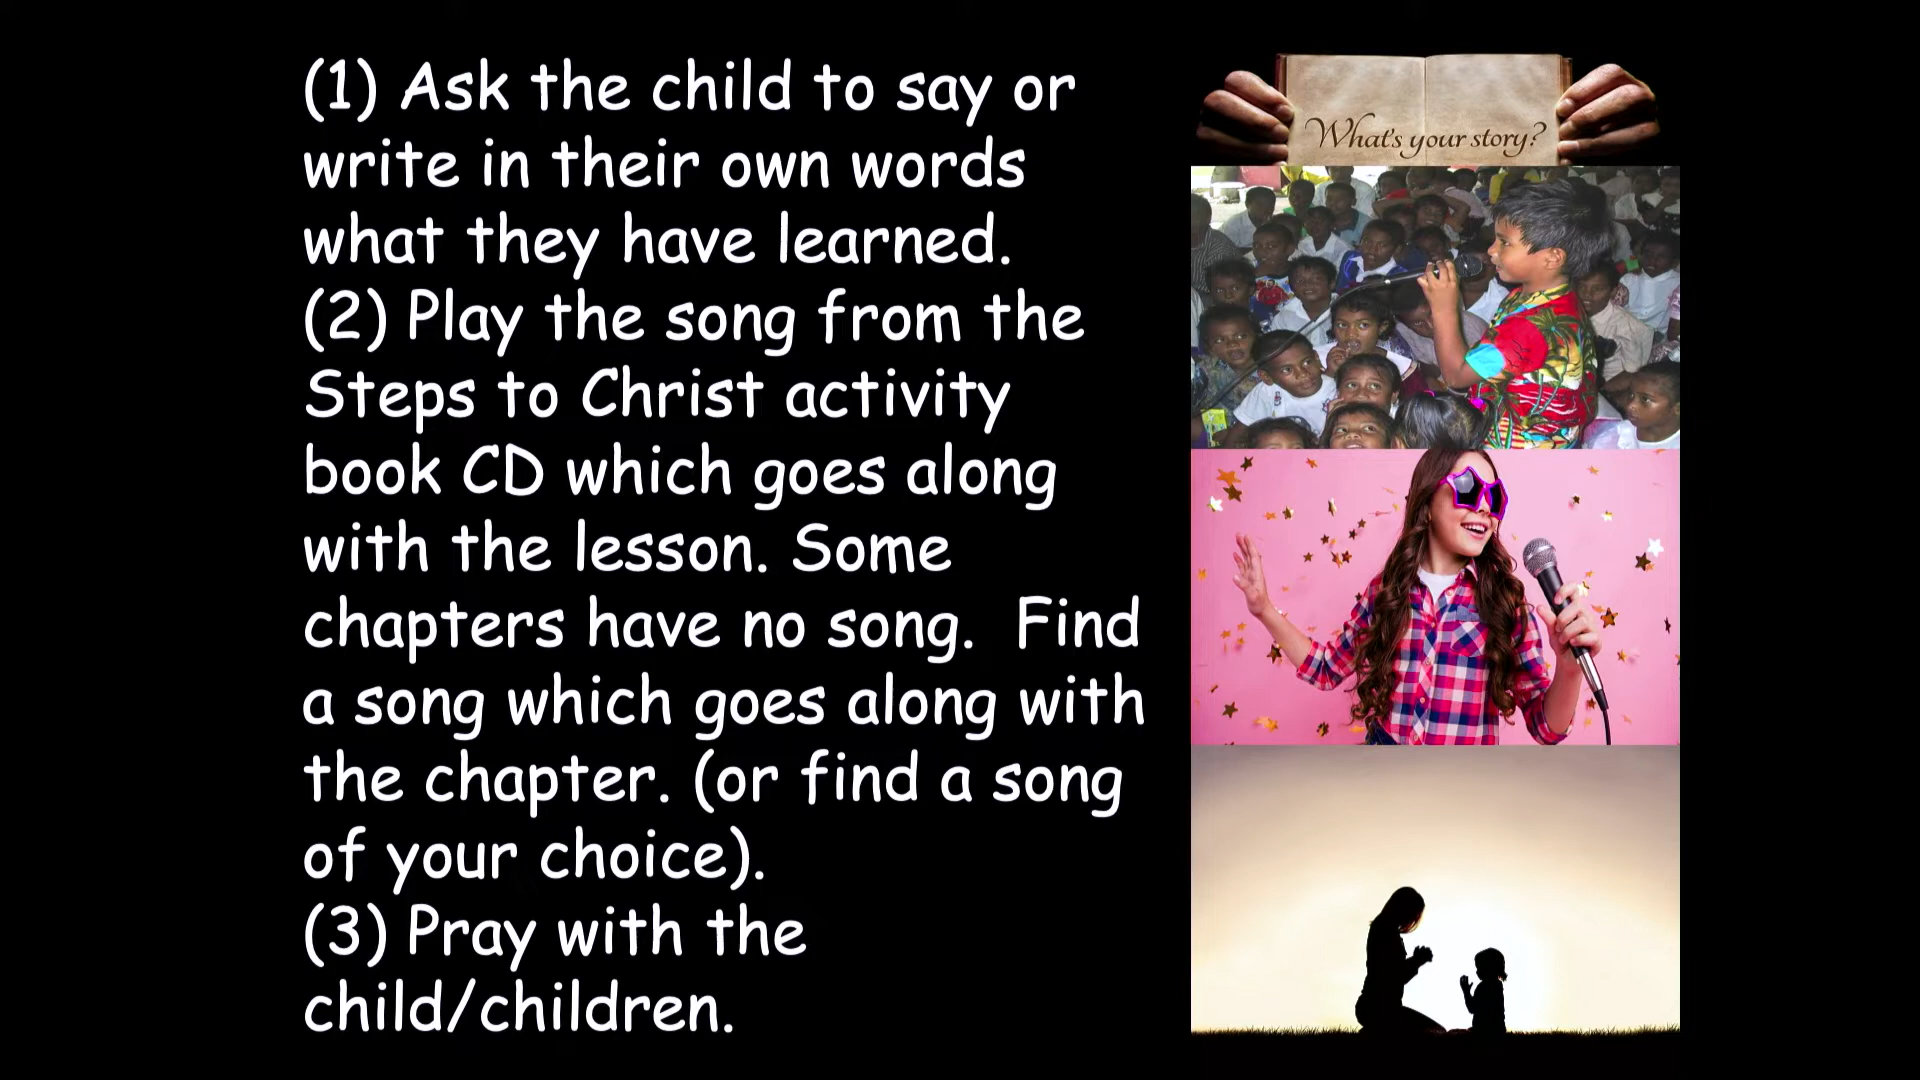 (1) Ask the child to say or
write in their own words
what they have learned.
(2) Play the song from the
Steps to Christ activity
book CD which goes along
with the lesson. Some
chapters have no song.  Find
a song which goes along with
the chapter. (or find a song
of your choice).
(3) Pray with the
child/children.
What's your story?